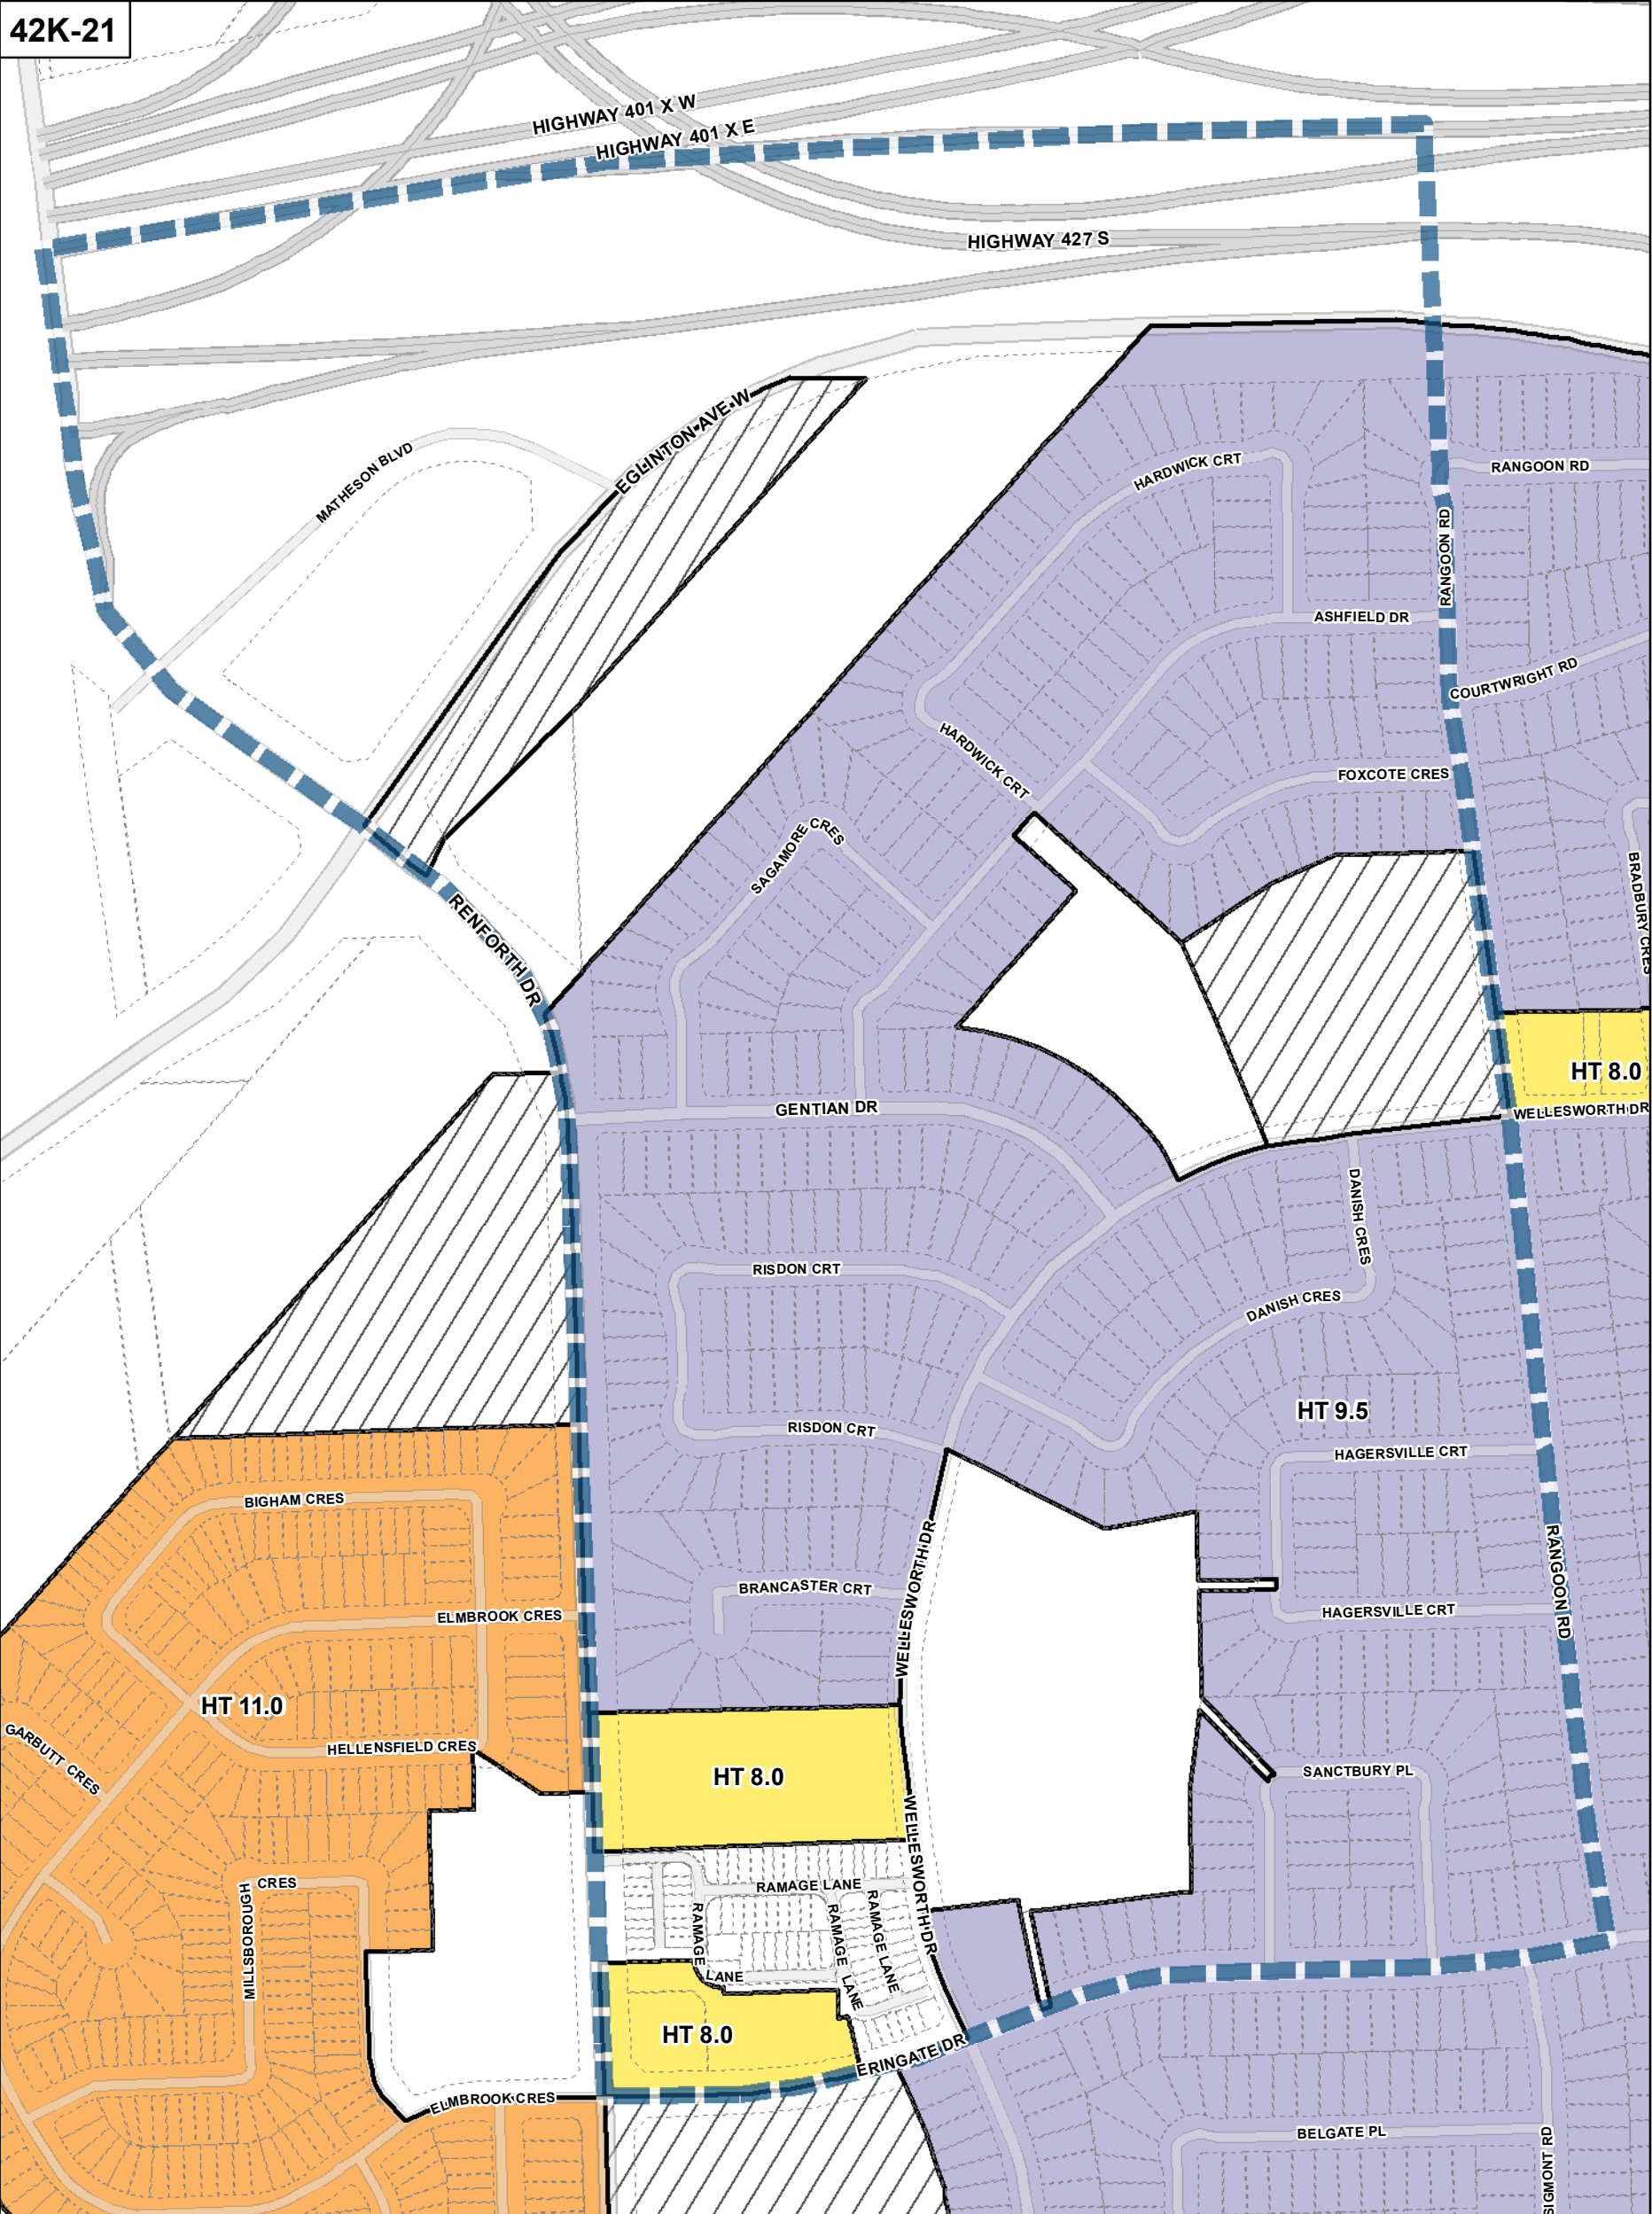 42K-21
HIGHWAY 401 X W
HIGHWAY 401 X E
HIGHWAY 427 S
EGLINTON AVE W
MATHESON BLVD
HARDWICK CRT
RANGOON RD
RANGOON RD
ASHFIELD DR
COURTWRIGHT RD
HARDWICK CRT
FOXCOTE CRES
SAGAMORE CRES
BRADBURY CRES
RENFORTH DR
HT 8.0
WELLESWORTH DR
GENTIAN DR
DANISH CRES
RISDON CRT
DANISH CRES
HT 9.5
RISDON CRT
HAGERSVILLE CRT
BIGHAM CRES
RANGOON RD
WELLESWORTH DR
BRANCASTER CRT
ELMBROOK CRES
HAGERSVILLE CRT
HT 11.0
GARBUTT CRES
HELLENSFIELD CRES
HT 8.0
SANCTBURY PL
WELLESWORTH DR
MILLSBOROUGH CRES
RAMAGE LANE
RAMAGE LANE
RAMAGE LANE
RAMAGE LANE
HT 8.0
ERINGATE DR
ELMBROOK CRES
BELGATE PL
SIGMONT RD